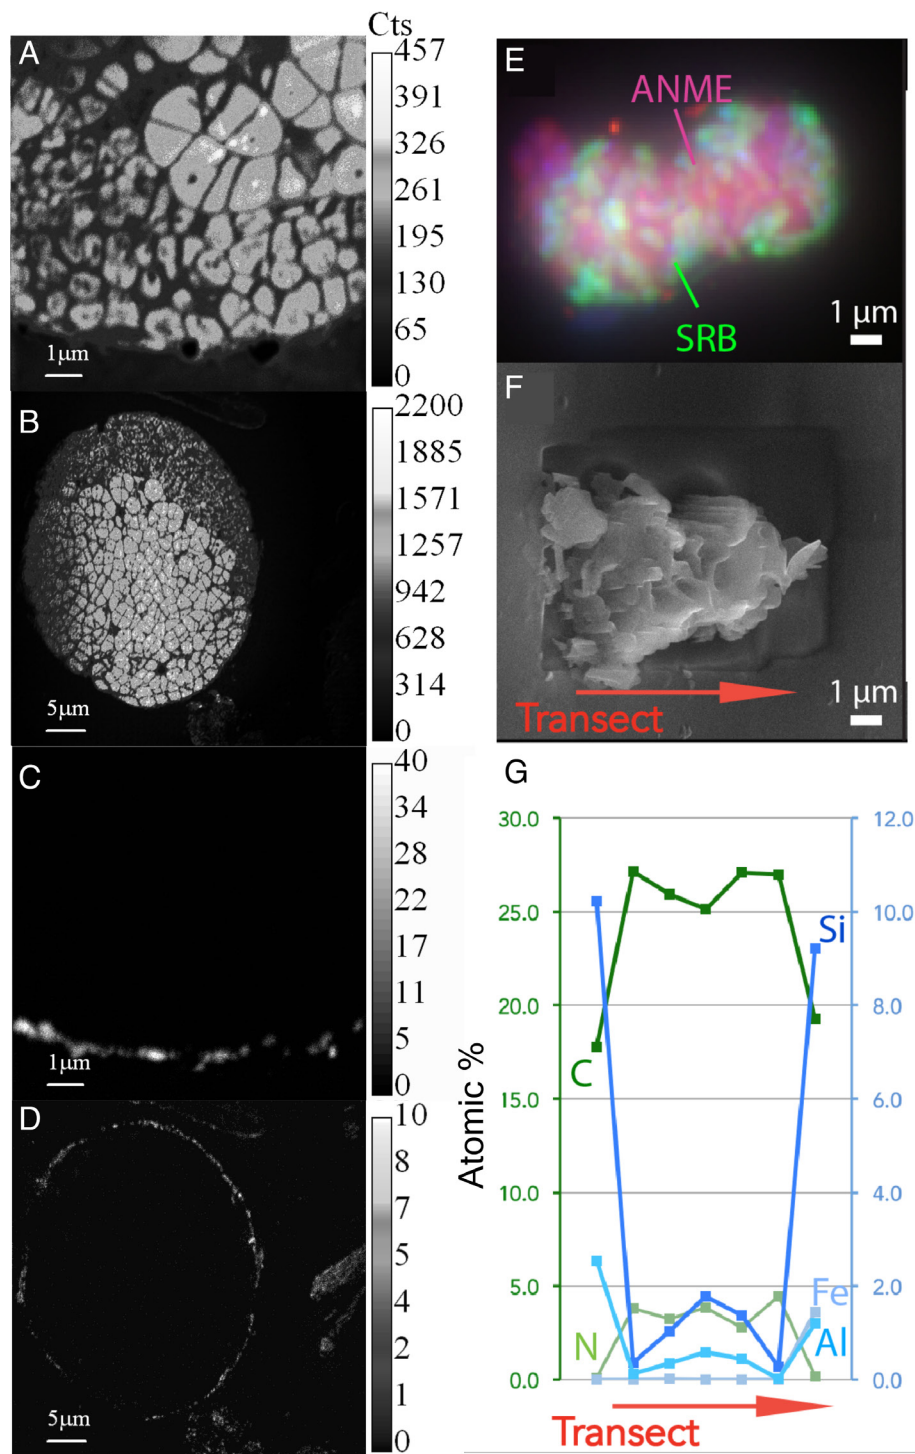 Cts
A
457
391
326
261
195
130
65
0
1μm
B
2200
1885
1571
1257
942
628
314
0
5μm
C
40
34
28
22
17
11
5
0
1μm
D
10
8
7
5
4
2
1
0
5μm
E
ANME
SRB
1 μm
F
Transect
1 μm
G
30.0
25.0
20.0
15.0
10.0
5.0
0.0
Atomic %
12.0
10.0
8.0
6.0
4.0
2.0
0.0
Si
C
Fe
N
Al
Transect